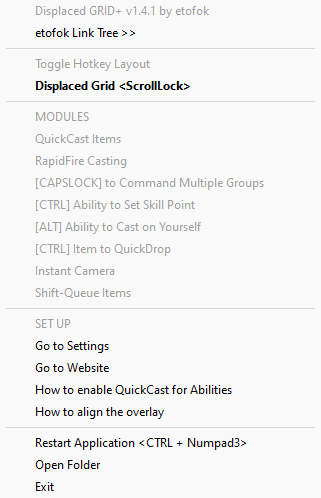 Displaced GRID+ v1.4.1 by etofok
etofok Link Tree >>
Toggle Hotkey Layout
Displaced Grid <ScrollLock>
MODULES
QuickCast Items
RapidFire Casting
[CAPSLOCK] to Command Multiple Groups
[CTRL] Ability to Set Skill Point
[ALT] Ability to Cast on Yourself
[CTRL] Item to QuickDrop
Instant Camera
Shift-Queue Items
SET UP
Go to Settings
Go to Website
How to enable QuickCast for Abilities
How to align the overlay
Restart Application <CTRL + Numpad3>
Open Folder
Exit